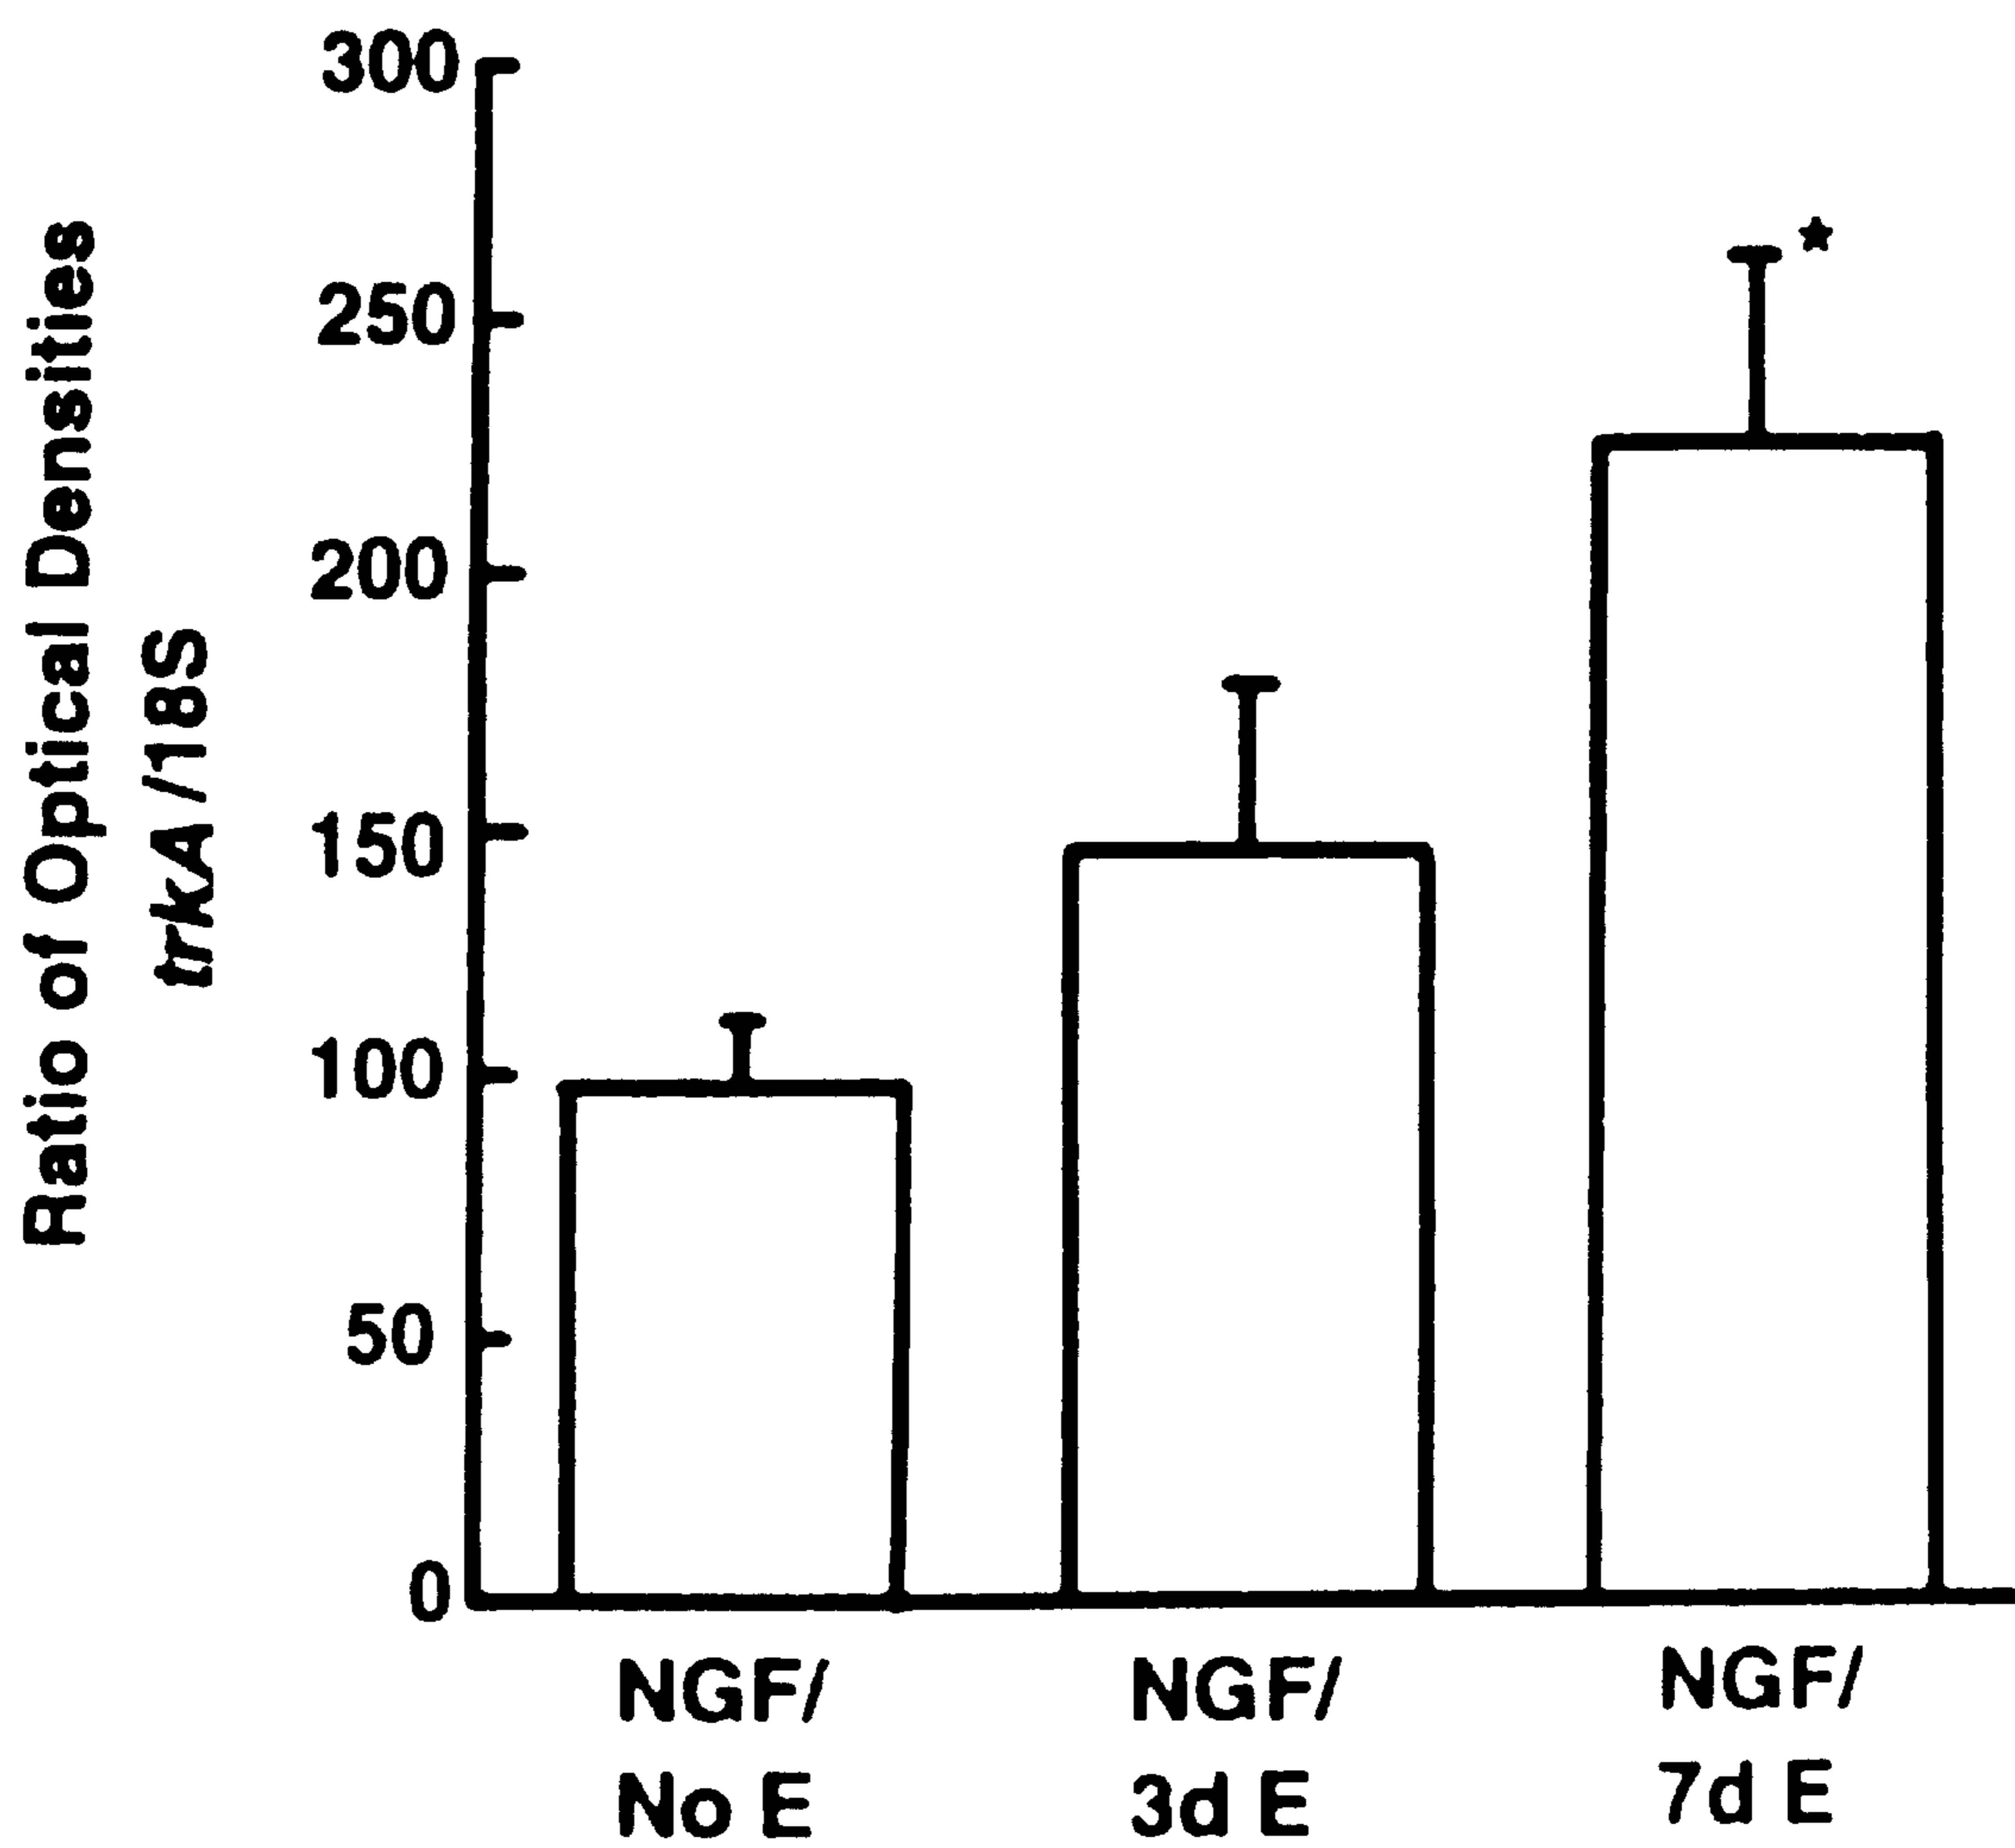 Ratio of Optical Densities
trkA/18S
300
250
200
150
100
50
0
*
NGF/
No E
NGF/
3d E
NGF/
7d E